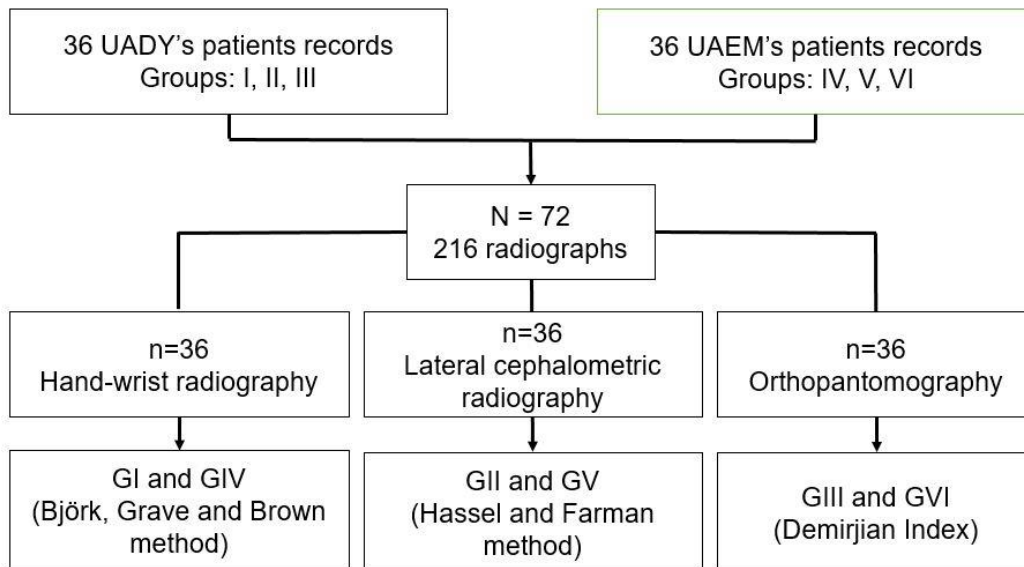 36 UADY's patients records
Groups: I, II, III
36 UAEM's patients records
Groups: IV, V, VI
N = 72
216 radiographs
n=36
Hand-wrist radiography
n=36
Lateral cephalometric
radiography
n=36
Orthopantomography
GI and GIV
(Björk, Grave and Brown
method)
GII and GV
(Hassel and Farman
method)
GIII and GVI
(Demirjian Index)